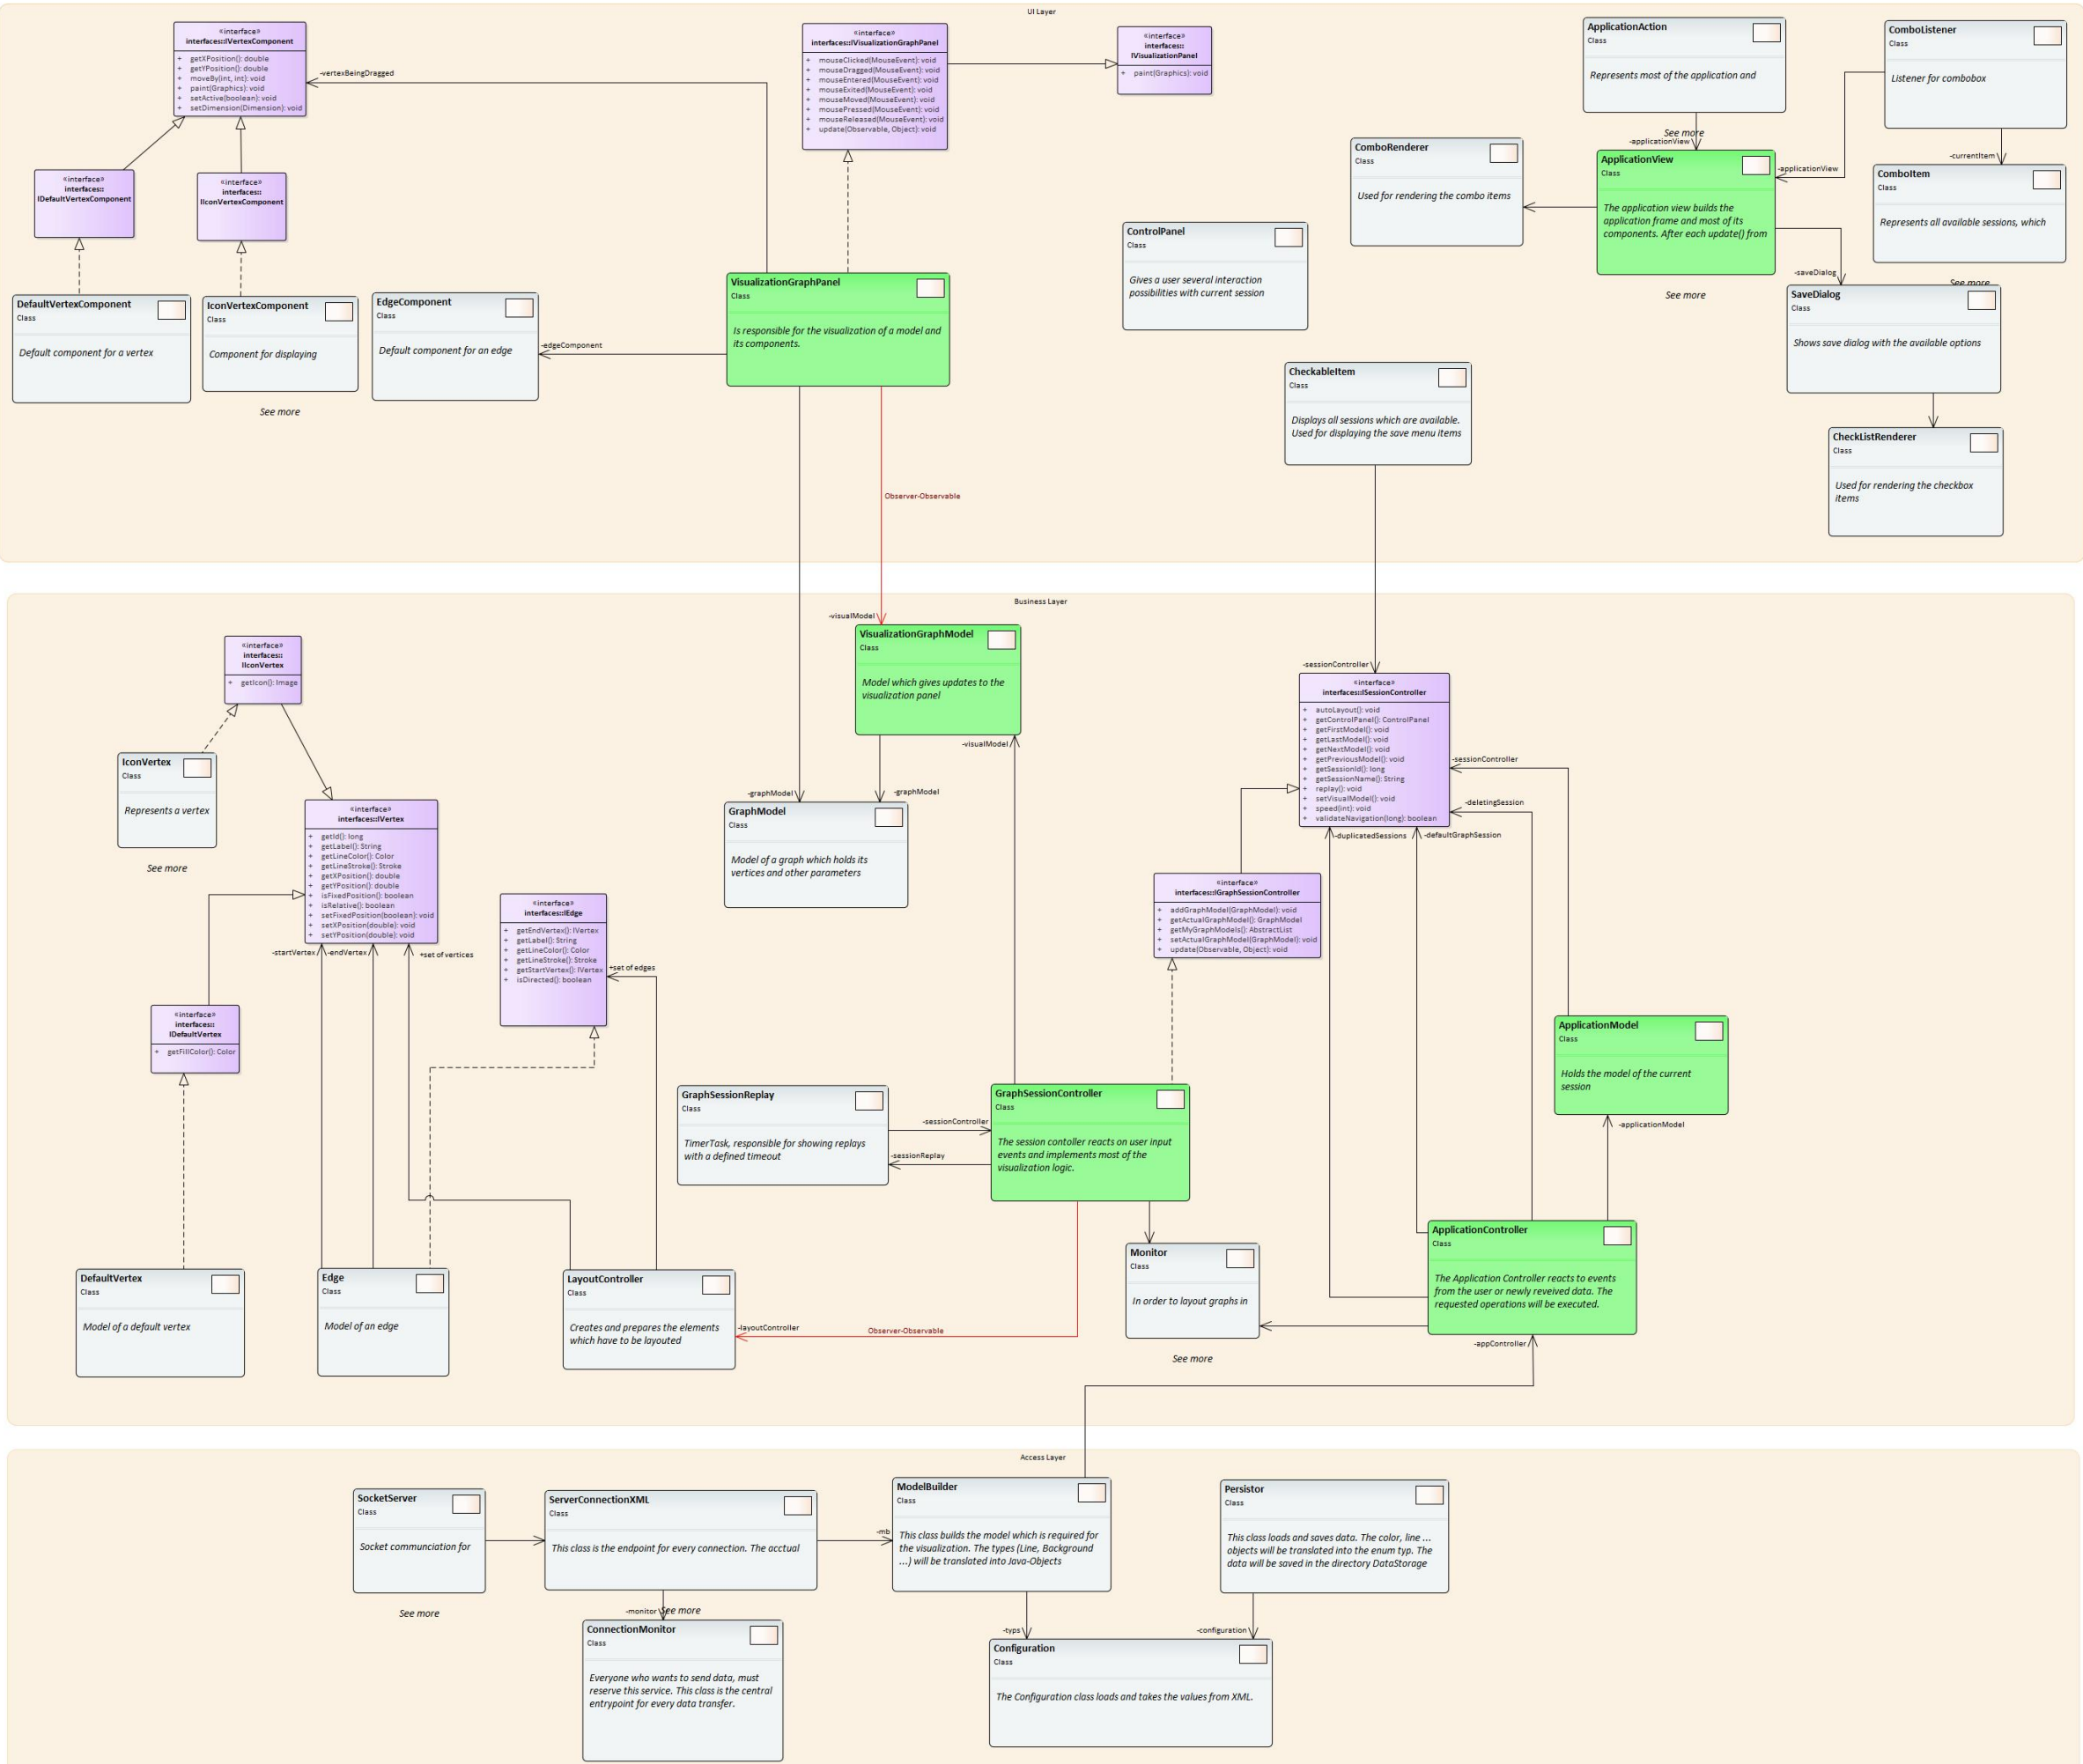 UI Layer
«interface»
interfaces::IVertexComponent
+ getXPosition(): double
+ getYPosition(): double
+ moveBy(int, int): void
+ paint(Graphics): void
+ setActive(boolean): void
+ setDimension(Dimension): void
-vertexBeingDragged
«interface»
interfaces::IVisualizationGraphPanel
+ mouseClicked(MouseEvent): void
+ mouseDragged(MouseEvent): void
+ mouseEntered(MouseEvent): void
+ mouseExited(MouseEvent): void
+ mouseMoved(MouseEvent): void
+ mousePressed(MouseEvent): void
+ mouseReleased(MouseEvent): void
+ update(Observable, Object): void
«interface»
interfaces::
IVisualizationPanel
+ paint(Graphics): void
ApplicationAction
Class
Represents most of the application and
See more
-applicationView
ComboListener
Class
Listener for combobox
-currentItem
-applicationView
ComboRenderer
Class
Used for rendering the combo items
ApplicationView
Class
The application view builds the
application frame and most of its
components. After each update() from
See more
ComboItem
Class
Represents all available sessions, which
See more
-saveDialog
SaveDialog
Class
Shows save dialog with the available options
CheckListRenderer
Class
Used for rendering the checkbox
items
«interface»
interfaces::
IDefaultVertexComponent
«interface»
interfaces::
IIconVertexComponent
ControlPanel
Class
Gives a user several interaction
possibilities with current session
DefaultVertexComponent
Class
Default component for a vertex
IconVertexComponent
Class
Component for displaying
See more
EdgeComponent
Class
Default component for an edge
-edgeComponent
VisualizationGraphPanel
Class
Is responsible for the visualization of a model and
its components.
CheckableItem
Class
Displays all sessions which are available.
Used for displaying the save menu items
Observer-Observable
Business Layer
-visualModel
VisualizationGraphModel
Class
Model which gives updates to the
visualization panel
-visualModel
-graphModel
-graphModel
GraphModel
Class
Model of a graph which holds its
vertices and other parameters
«interface»
interfaces::
IIconVertex
+ getIcon(): Image
IconVertex
Class
Represents a vertex
See more
«interface»
interfaces::IVertex
+ getId(): long
+ getLabel(): String
+ getLineColor(): Color
+ getLineStroke(): Stroke
+ getXPosition(): double
+ getYPosition(): double
+ isFixedPosition(): boolean
+ isRelative(): boolean
+ setFixedPosition(boolean): void
+ setXPosition(double): void
+ setYPosition(double): void
-startVertex
-endVertex
+set of vertices
«interface»
interfaces::IEdge
+ getEndVertex(): IVertex
+ getLabel(): String
+ getLineColor(): Color
+ getLineStroke(): Stroke
+ getStartVertex(): IVertex
+ isDirected(): boolean
+set of edges
«interface»
interfaces::
IDefaultVertex
+ getFillColor(): Color
-sessionController
«interface»
interfaces::ISessionController
+ autoLayout(): void
+ getControlPanel(): ControlPanel
+ getFirstModel(): void
+ getLastModel(): void
+ getNextModel(): void
+ getPreviousModel(): void
+ getSessionId(): long
+ getSessionName(): String
+ replay(): void
+ setVisualModel(): void
+ speed(int): void
+ validateNavigation(long): boolean
-sessionController
-deletingSession
-duplicatedSessions
-defaultGraphSession
«interface»
interfaces::IGraphSessionController
+ addGraphModel(GraphModel): void
+ getActualGraphModel(): GraphModel
+ getMyGraphModels(): AbstractList
+ setActualGraphModel(GraphModel): void
+ update(Observable, Object): void
ApplicationModel
Class
Holds the model of the current
session
-applicationModel
GraphSessionReplay
Class
TimerTask, responsible for showing replays
with a defined timeout
-sessionController
-sessionReplay
GraphSessionController
Class
The session contoller reacts on user input
events and implements most of the
visualization logic.
ApplicationController
Class
The Application Controller reacts to events
from the user or newly reveived data. The
requested operations will be executed.
-appController
Monitor
Class
In order to layout graphs in
See more
DefaultVertex
Class
Model of a default vertex
Edge
Class
Model of an edge
LayoutController
Class
Creates and prepares the elements
which have to be layouted
-layoutController
Observer-Observable
Access Layer
SocketServer
Class
Socket communciation for
See more
ServerConnectionXML
Class
This class is the endpoint for every connection. The acctual
See more
-monitor
-mb
ModelBuilder
Class
This class builds the model which is required for
the visualization. The types (Line, Background
...) will be translated into Java-Objects
-typs
Persistor
Class
This class loads and saves data. The color, line ...
objects will be translated into the enum typ. The
data will be saved in the directory DataStorage
-configuration
ConnectionMonitor
Class
Everyone who wants to send data, must
reserve this service. This class is the central
entrypoint for every data transfer.
Configuration
Class
The Configuration class loads and takes the values from XML.